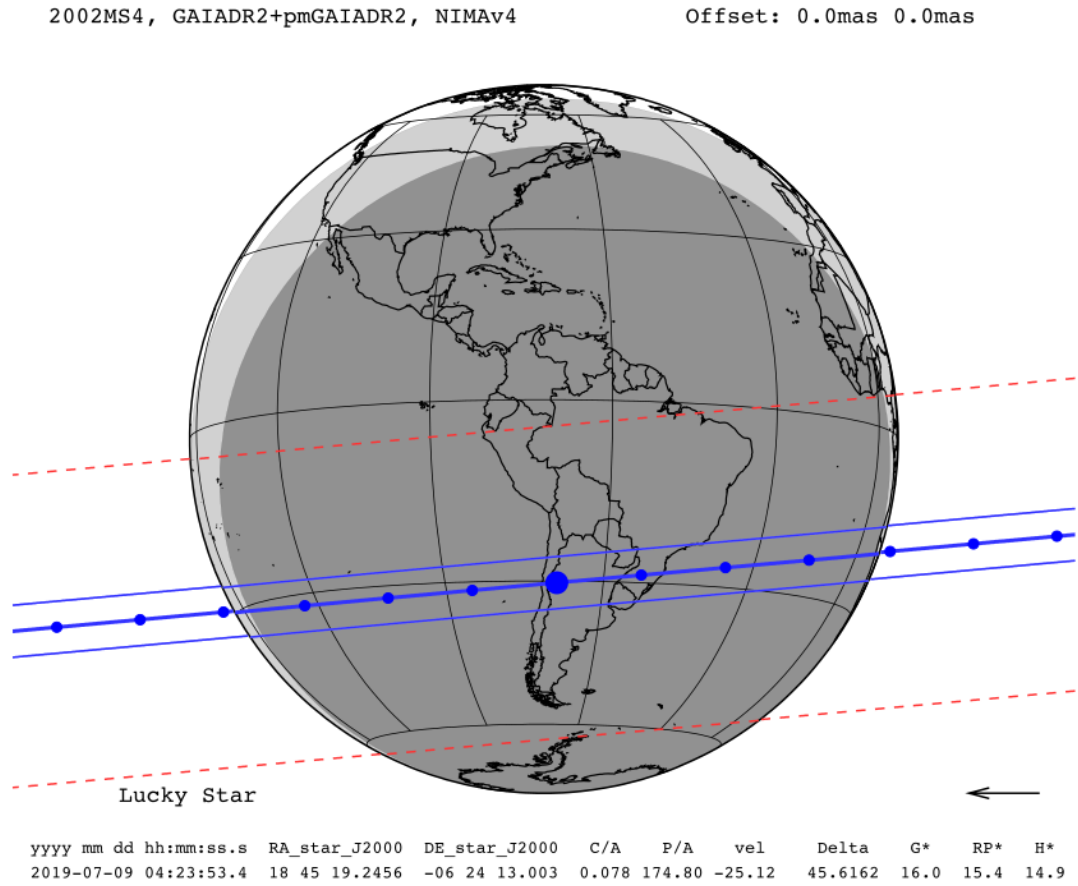 2002MS4, GAIADR2+pmGAIADR2, NIMAv4 Offset: 0.0mas 0.0mas
Lucky Star
yyyy mm dd hh:mm:ss.s RA_star_J2000 DE_star_J2000 C/A P/A vel Delta G* RP* H*
2019-07-09 04:23:53.4 18 45 19.2456 -06 24 13.003 0.078 174.80 -25.12 45.6162 16.0 15.4 14.9